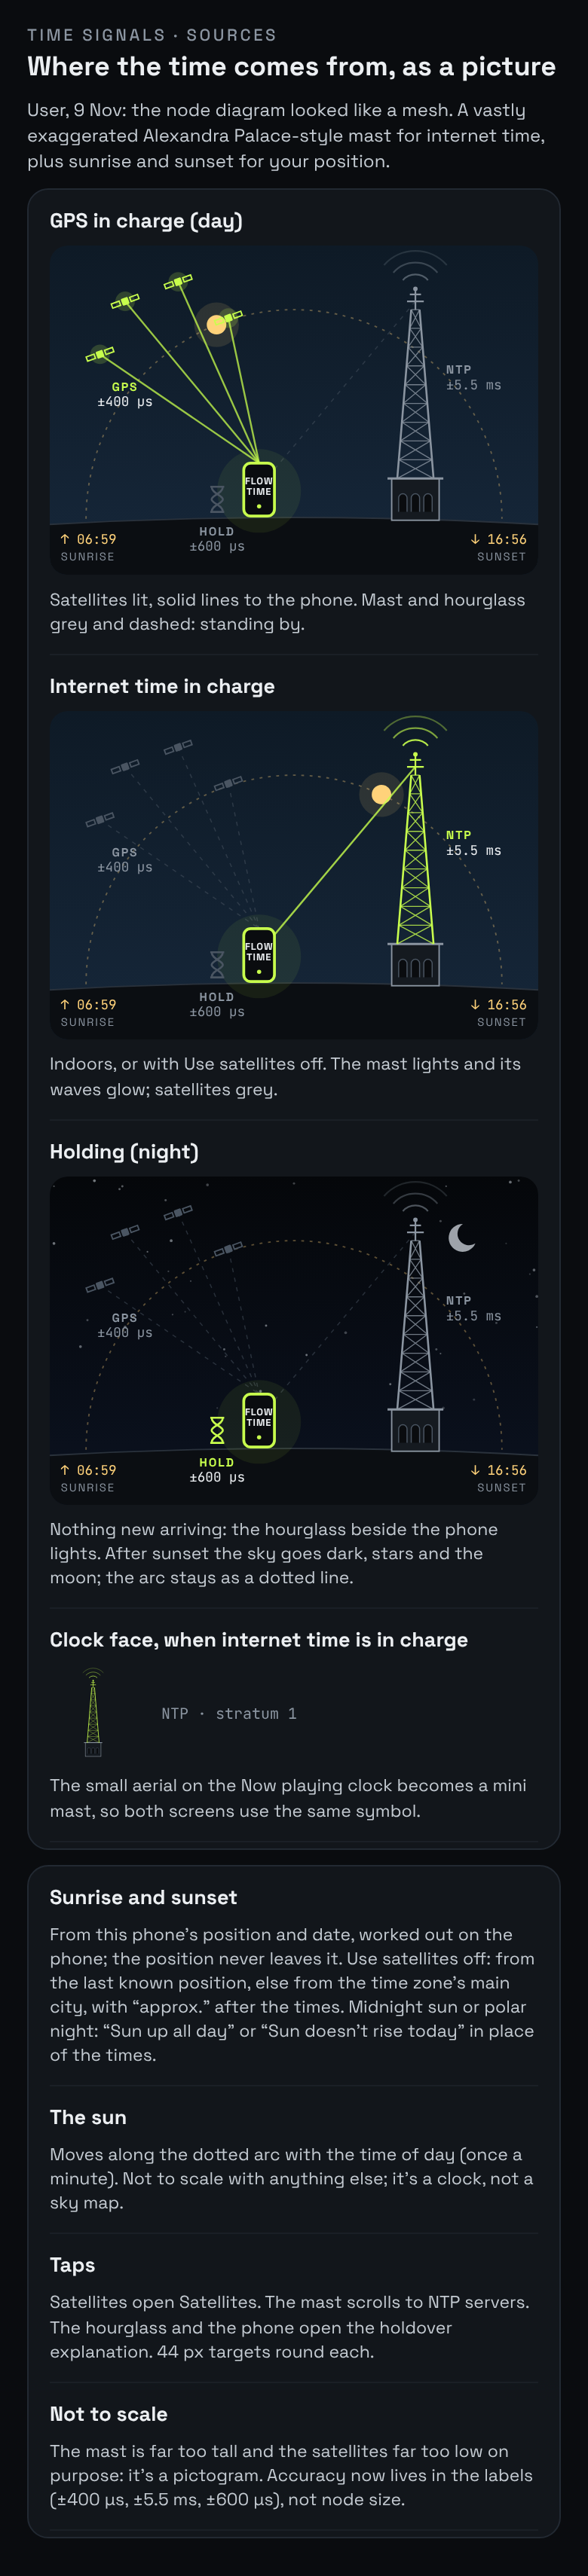 TIME SIGNALS · SOURCES
Where the time comes from, as a picture
User, 9 Nov: the node diagram looked like a mesh. A vastly
exaggerated Alexandra Palace-style mast for internet time,
plus sunrise and sunset for your position.
GPS in charge (day)
GPS
±400 µs
NTP
±5.5 ms
FLOW
TIME
HOLD
±600 µs
↑ 06:59
SUNRISE
↓ 16:56
SUNSET
Satellites lit, solid lines to the phone. Mast and hourglass
grey and dashed: standing by.
Internet time in charge
NTP
±5.5 ms
GPS
±400 µs
FLOW
TIME
HOLD
±600 µs
↑ 06:59
SUNRISE
↓ 16:56
SUNSET
Indoors, or with Use satellites off. The mast lights and its
waves glow; satellites grey.
Holding (night)
NTP
±5.5 ms
GPS
±400 µs
FLOW
TIME
HOLD
±600 µs
↑ 06:59
SUNRISE
↓ 16:56
SUNSET
Nothing new arriving: the hourglass beside the phone
lights. After sunset the sky goes dark, stars and the
moon; the arc stays as a dotted line.
Clock face, when internet time is in charge
NTP · stratum 1
The small aerial on the Now playing clock becomes a mini
mast, so both screens use the same symbol.
Sunrise and sunset
From this phone’s position and date, worked out on the
phone; the position never leaves it. Use satellites off: from
the last known position, else from the time zone’s main
city, with “approx.” after the times. Midnight sun or polar
night: “Sun up all day” or “Sun doesn’t rise today” in place
of the times.
The sun
Moves along the dotted arc with the time of day (once a
minute). Not to scale with anything else; it’s a clock, not a
sky map.
Taps
Satellites open Satellites. The mast scrolls to NTP servers.
The hourglass and the phone open the holdover
explanation. 44 px targets round each.
Not to scale
The mast is far too tall and the satellites far too low on
purpose: it’s a pictogram. Accuracy now lives in the labels
(±400 µs, ±5.5 ms, ±600 µs), not node size.